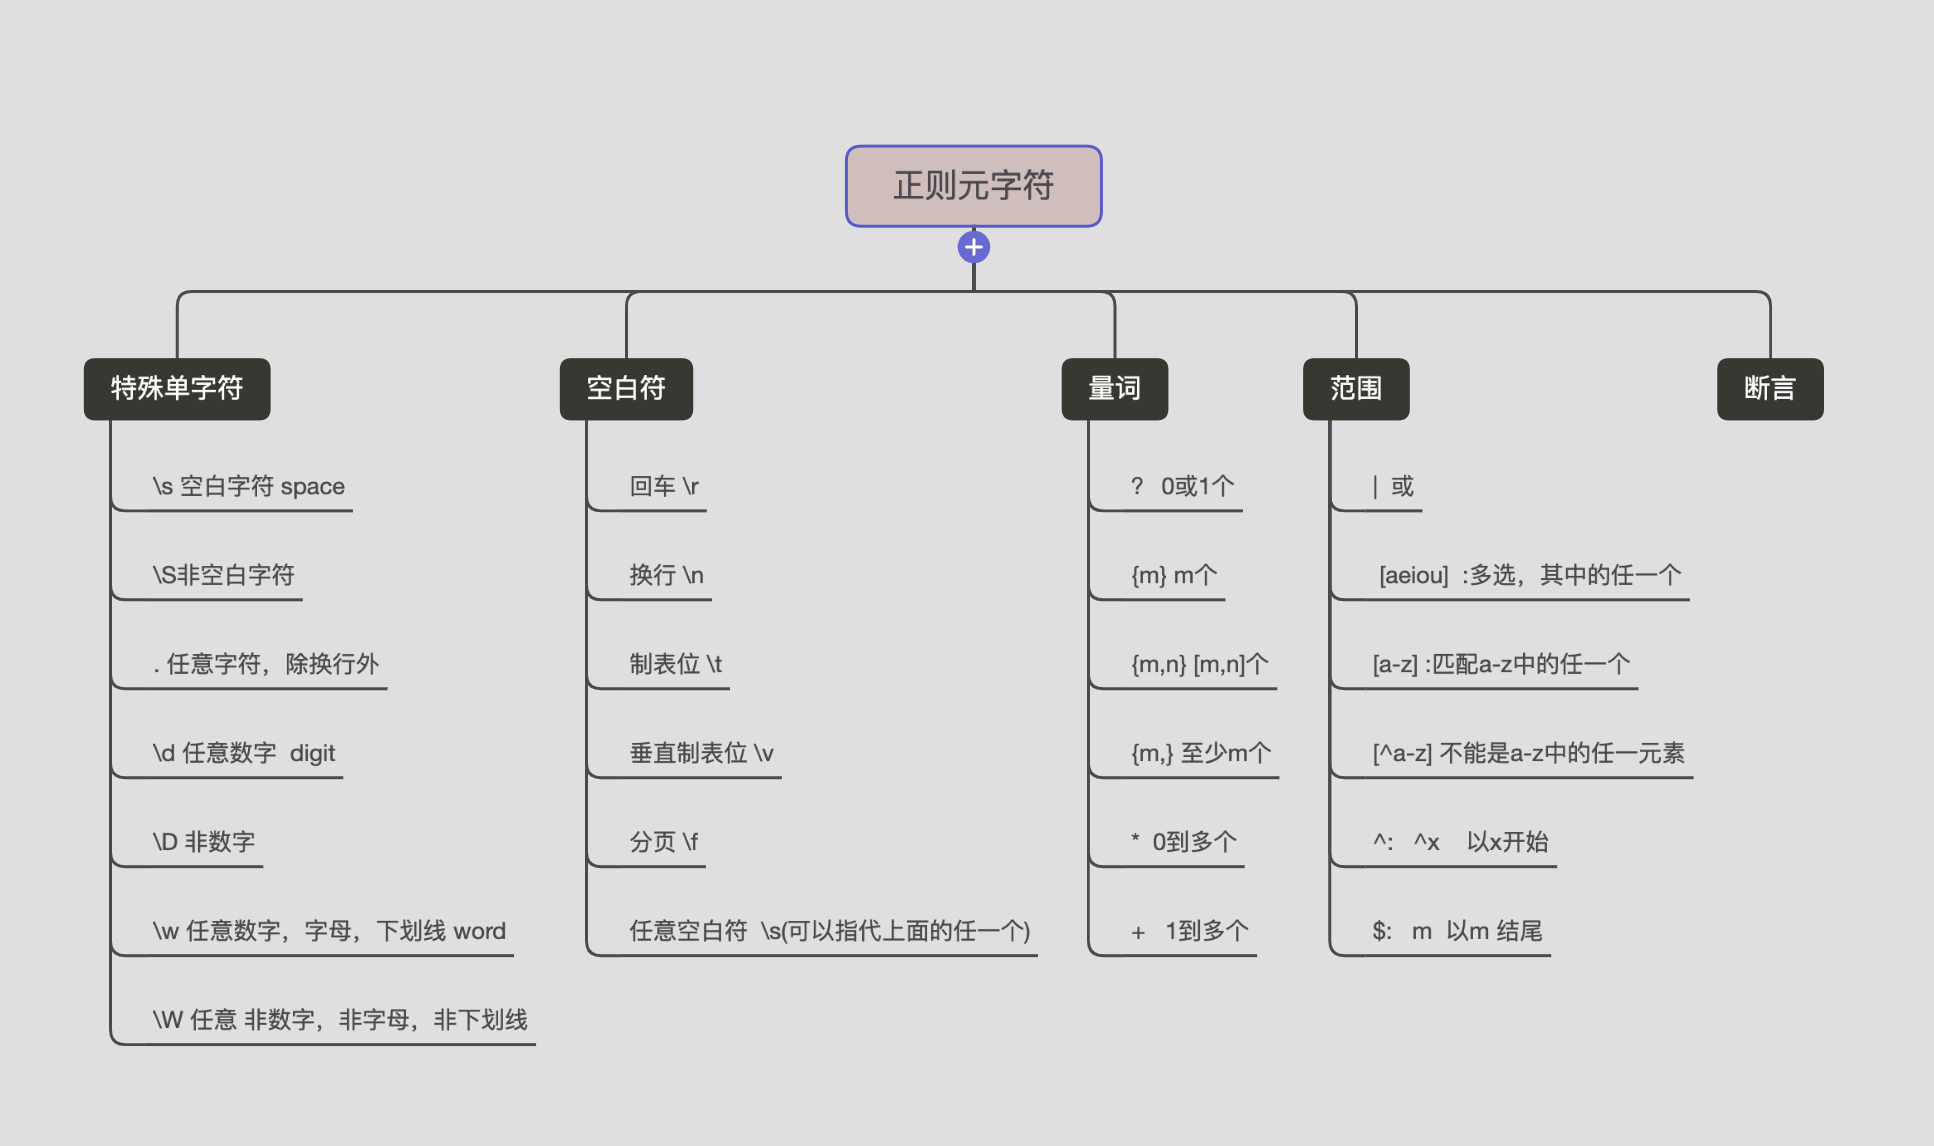 正则元字符
特殊单字符
\s 空白字符 space
\S非空白字符
. 任意字符，除换行外
\d 任意数字  digit
\D 非数字
\w 任意数字，字母，下划线 word
\W 任意 非数字，非字母，非下划线
空白符
回车 \r
换行 \n
制表位 \t
垂直制表位 \v
分页 \f
任意空白符  \s(可以指代上面的任一个)
量词
?   0或1个
{m} m个
{m,n} [m,n]个
{m,} 至少m个
*  0到多个
+   1到多个
范围
|  或
[aeiou]  :多选，其中的任一个
[a-z] :匹配a-z中的任一个
[^a-z] 不能是a-z中的任一元素
^:   ^x    以x开始
$:   m  以m 结尾
断言